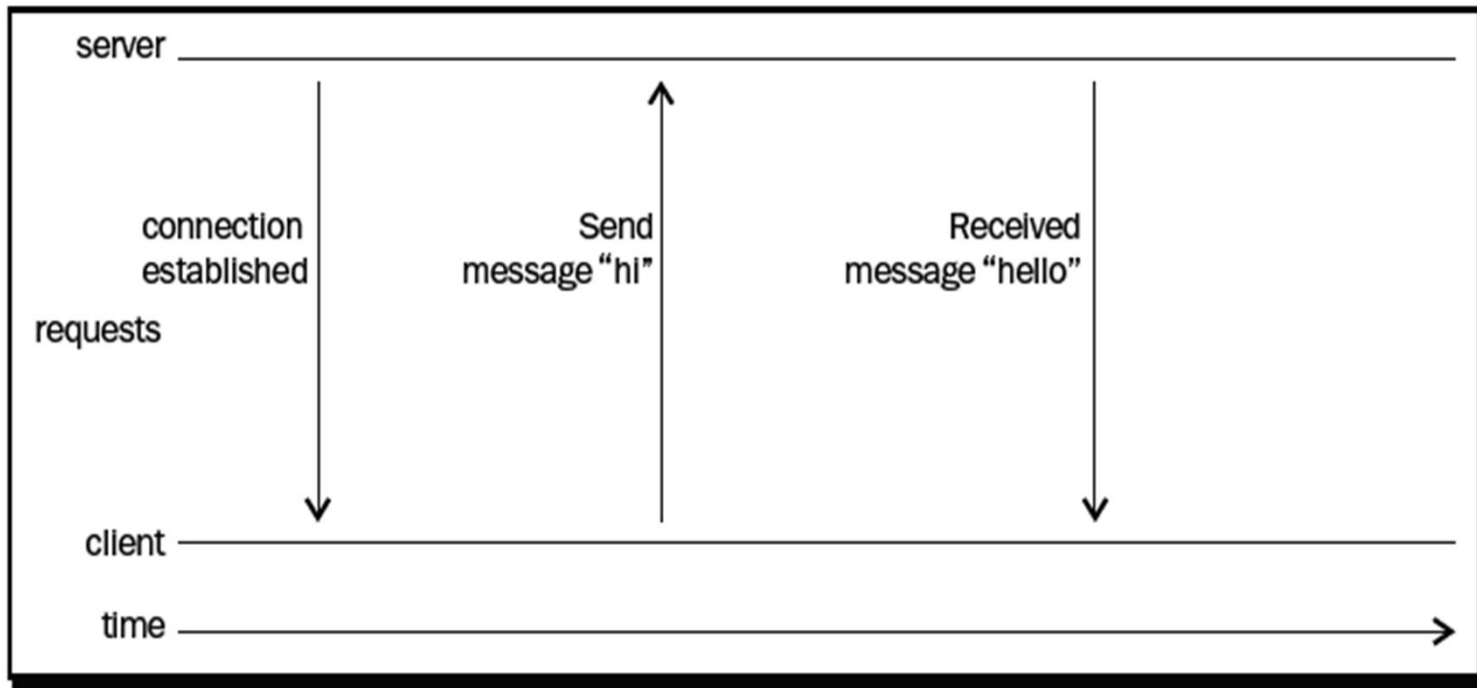 server
connection
established
Send
message “hi”
Received
message “hello”
requests
client
time